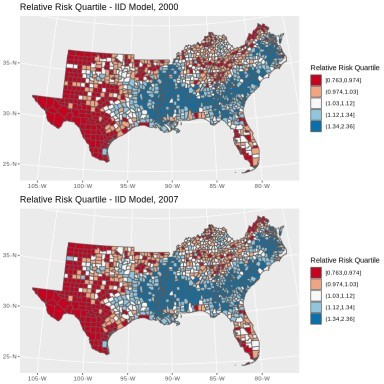 Relative Risk Quartile - IID Model, 2000
35°N
30°N
25°N
105°W 100°W 95°W 90°W 85°W 80°W
Relative Risk Quartile
[0.763,0.974]
(0.974,1.03]
(1.03,1.12]
(1.12,1.34]
(1.34,2.36]
Relative Risk Quartile - IID Model, 2007
35°N
30°N
25°N
105°W 100°W 95°W 90°W 85°W 80°W
Relative Risk Quartile
[0.763,0.974]
(0.974,1.03]
(1.03,1.12]
(1.12,1.34]
(1.34,2.36]